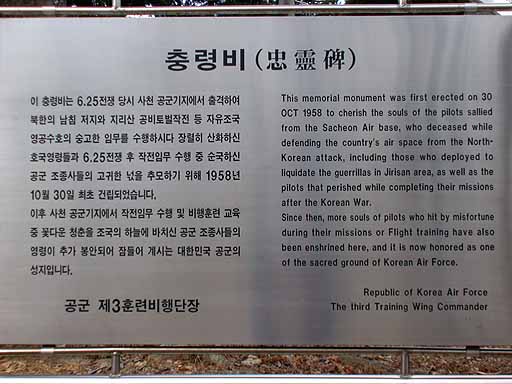 충령비 (忠靈碑)
이 충령비는 6.25전쟁 당시 사천 공군기지에서 출격하여
북한의 남침 저지와 지리산 공비토벌작전 등 자유조국
영공수호의 숭고한 임무를 수행하시다 장렬히 산화하신
호국영령들과 6.25전쟁 후 작전임무 수행 중 순국하신
공군 조종사들의 고귀한 넋을 추모하기 위해 1958년
10월 30일 최초 건립되었습니다.
이후 사천 공군기지에서 작전임무 수행 및 비행훈련 교육
중 꽃다운 청춘을 조국의 하늘에 바치신 공군 조종사들의
영령이 추가 봉안되어 잠들어 계시는 대한민국 공군의
성지입니다.
공군 제3훈련비행단장
This memorial monument was first erected on 30
OCT 1958 to cherish the souls of the pilots sallied
from the Sacheon Air base, who deceased while
defending the country's air space from the North-
Korean attack, including those who deployed to
liquidate the guerrillas in Jirisan area, as well as the
pilots that perished while completing their missions
after the Korean War.
Since then, more souls of pilots who hit by misfortune
during their missions or Flight training have also
been enshrined here, and it is now honored as one
of the sacred ground of Korean Air Force.
Republic of Korea Air Force
The third Training Wing Commander